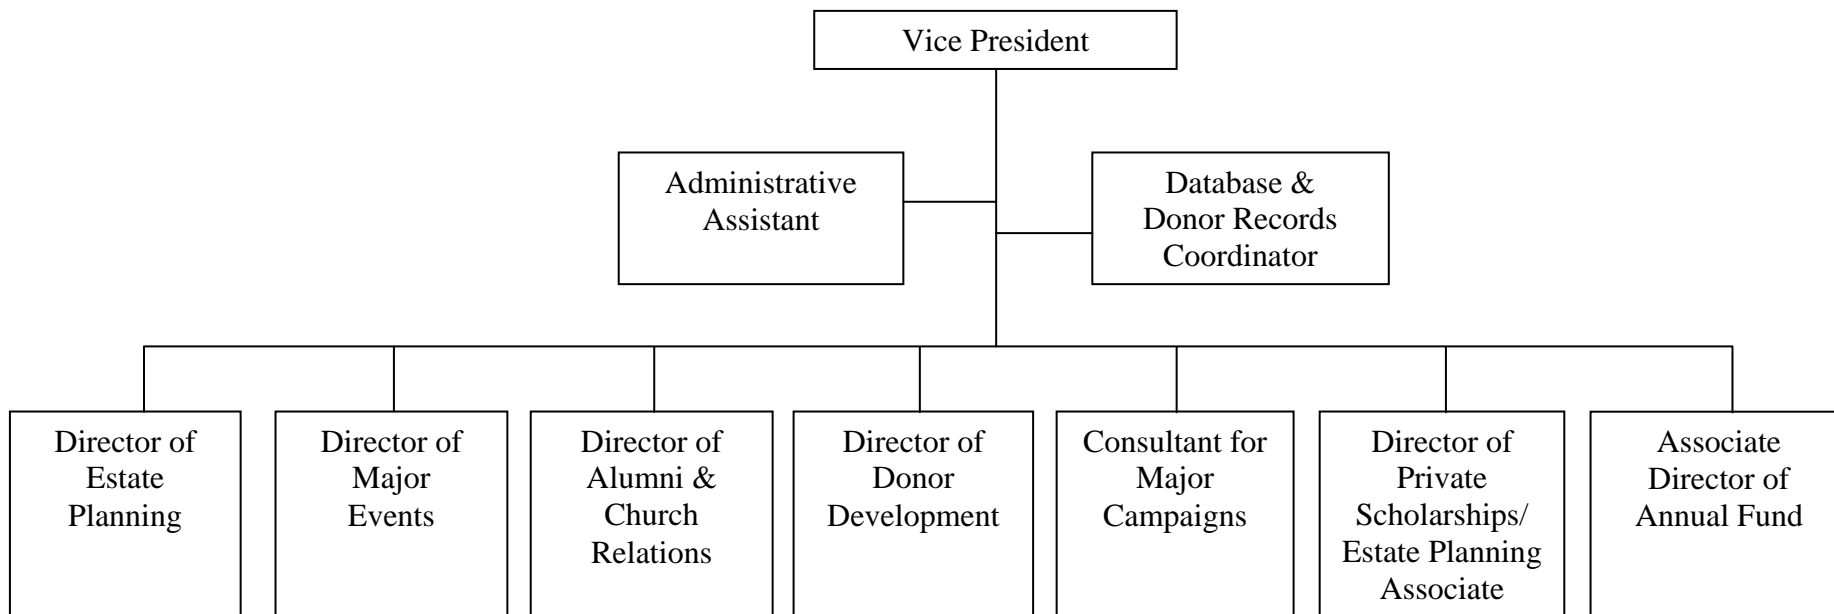 Vice President
Administrative
Assistant
Database &
Donor Records
Coordinator
Director of
Estate
Planning
Director of
Major
Events
Director of
Alumni &
Church
Relations
Director of
Donor
Development
Consultant for
Major
Campaigns
Director of
Private
Scholarships/
Estate Planning
Associate
Associate
Director of
Annual Fund